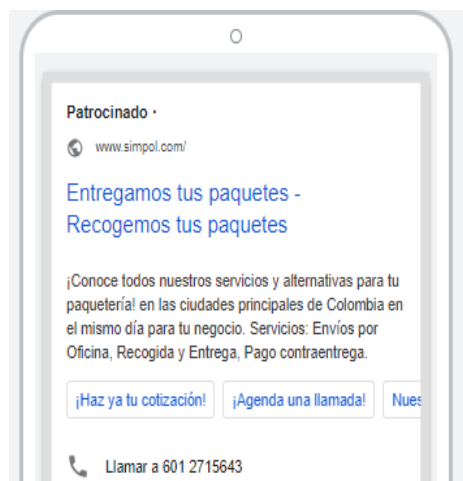 Patrocinado ·
www.simpol.com/
Entregamos tus paquetes -
Recogemos tus paquetes
¡Conoce todos nuestros servicios y alternativas para tu
paquetería! en las ciudades principales de Colombia en
el mismo día para tu negocio. Servicios: Envíos por
Oficina, Recogida y Entrega, Pago contraentrega.
¡Haz ya tu cotización! ¡Agenda una llamada! Nues
Llamar a 601 2715643